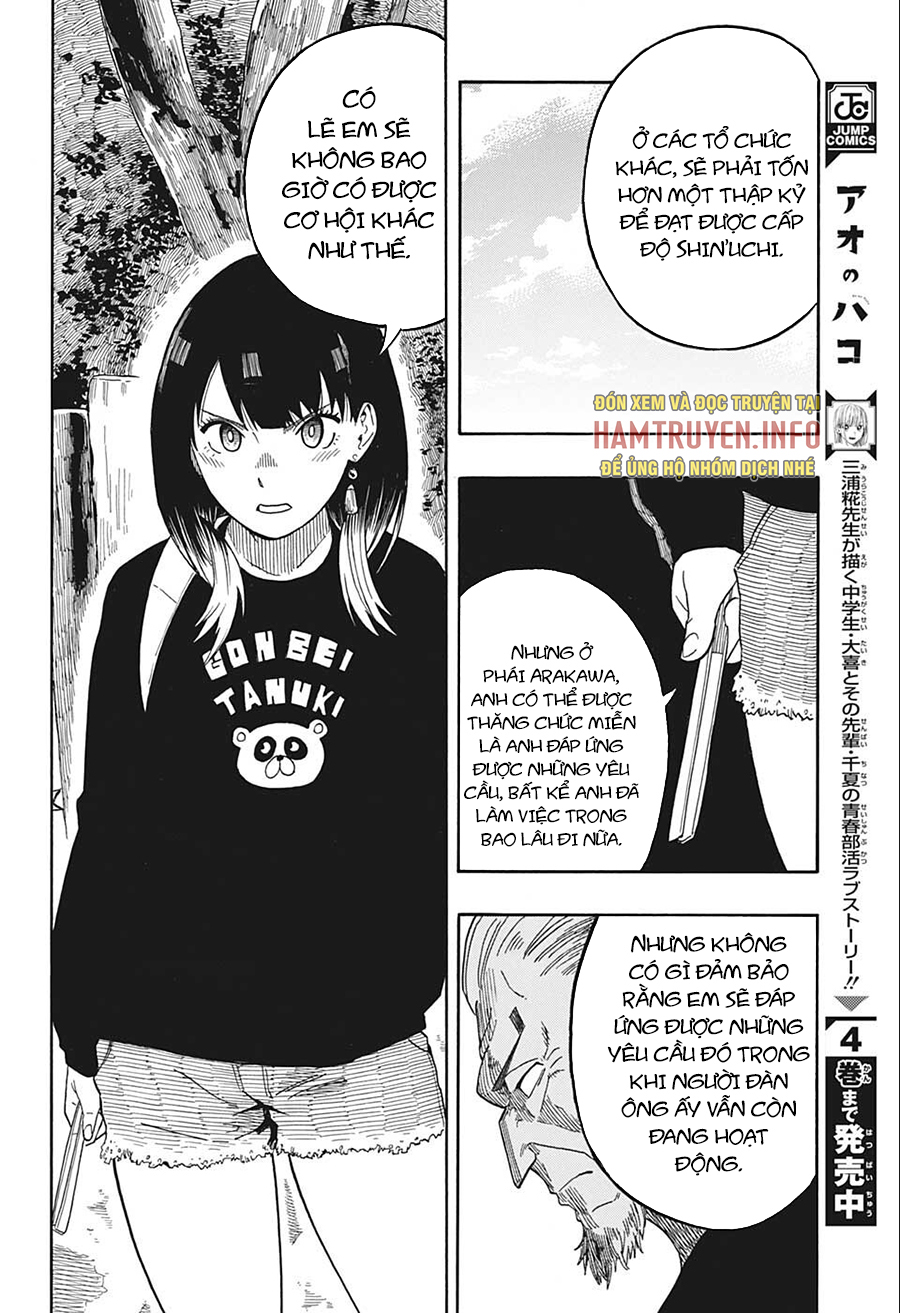 Ở CÁC TỔ CHỨC
KHÁC, SẼ PHẢI TỐN
HƠN MỘT THẬP KỶ
ĐỂ ĐẠT ĐƯỢC CẤP
ĐỘ SHIN'UCHI.
NHƯNG Ở
PHÁI ARAKAWA,
ANH CÓ THỂ ĐƯỢC
THĂNG CHỨC MIỄN
LÀ ANH ĐÁP ỨNG
ĐƯỢC NHỮNG YÊU
CẦU, BẤT KỂ ANH ĐÃ
LÀM VIỆC TRONG
BAO LÂU ĐI NỮA.
NHƯNG KHÔNG
CÓ GÌ ĐẢM BẢO
RẰNG EM SẼ ĐÁP
ỨNG ĐƯỢC NHỮNG
YÊU CẦU ĐÓ TRONG
KHI NGƯỜI ĐÀN
ÔNG ẤY VẪN CÒN
ĐANG HOẠT
ĐỘNG.
CÓ
LẼ EM SẼ
KHÔNG BAO
GIỜ CÓ ĐƯỢC
CƠ HỘI KHÁC
NHƯ THẾ.
GONBEI
TANUKI
ĐÓN XEM VÀ ĐỌC TRUYỆN TẠI
HAMTRUYEN.INFO
ĐỂ ỦNG HỘ NHÓM DỊCH NHÉ
JC
JUMP
COMICS
アオのハコ
三浦糀先生が描く中学生・大喜とその先輩・千夏の青春部活ラブストーリー!!
4巻まで発売中